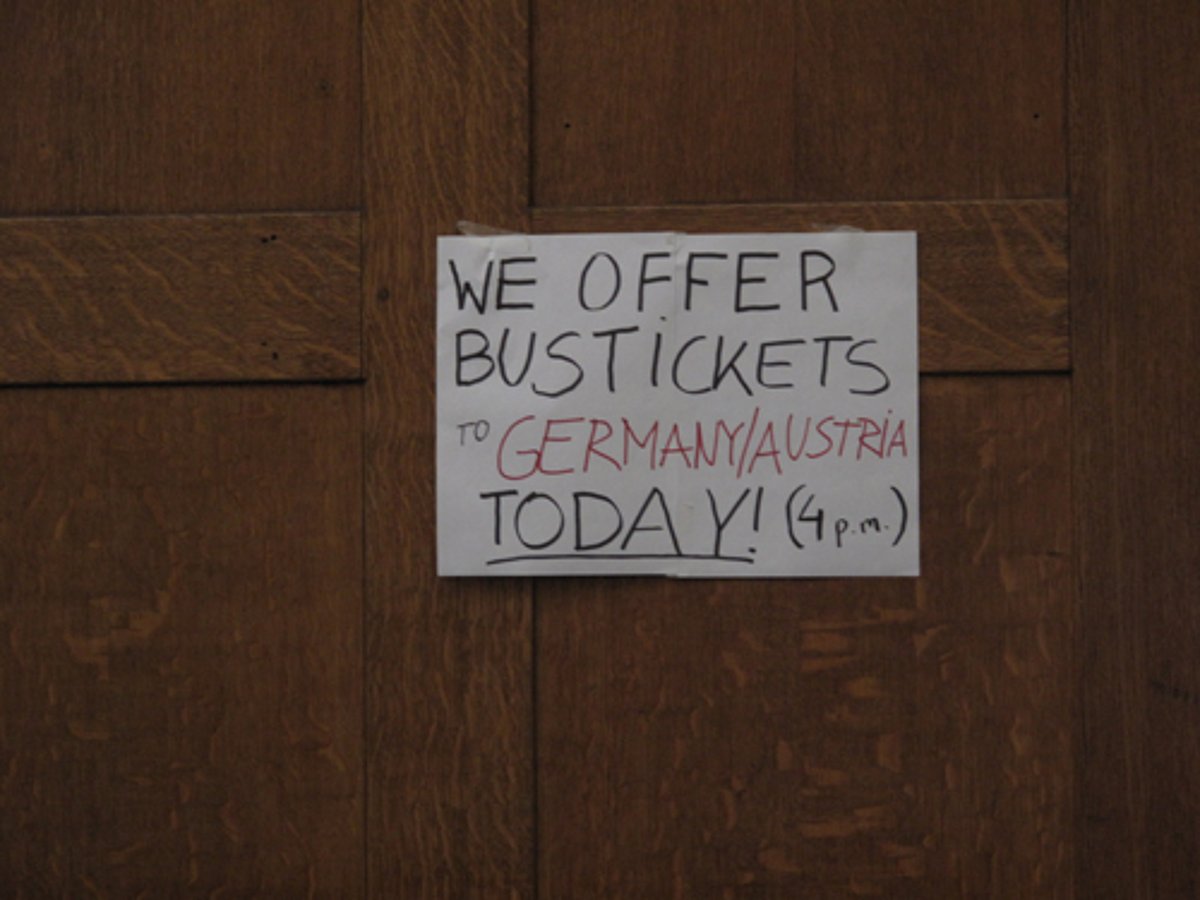 WE OFFER
BUSTICKETS
TO GERMANY/AUSTRIA
TODAY! (4 p.m.)